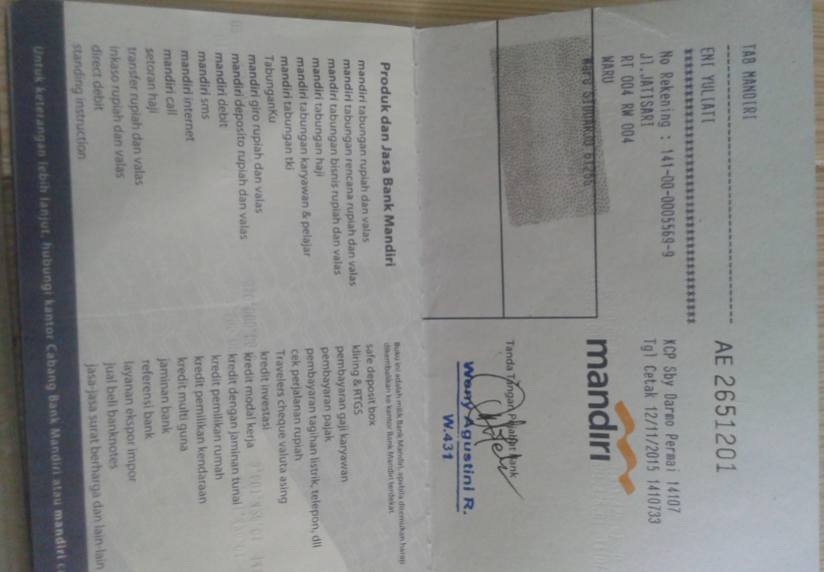 TAB MANDIRI
AE 2651201
ENI YULIATI
No Rekening : 141-00-0005569-9
KCP Sby Darmo Permai 14107
Jl.JATISARI
Tgl Cetak 12/11/2015 1410733
RT 004 RW 004
WARU
mandiri
SIDOARJO 61256
Tanda Tangan Pejabat Bank
Weny Agustini R.
W.431
Buku ini adalah milik Bank Mandiri, apabila ditemukan harap
dikembalikan ke kantor Bank Mandiri terdekat.
Produk dan Jasa Bank Mandiri
mandiri tabungan rupiah dan valas
mandiri tabungan rencana rupiah dan valas
mandiri tabungan bisnis rupiah dan valas
mandiri tabungan haji
mandiri tabungan karyawan & pelajar
mandiri tabungan tki
TabunganKu
mandiri giro rupiah dan valas
mandiri deposito rupiah dan valas
mandiri debit
mandiri sms
mandiri internet
mandiri call
setoran haji
transfer rupiah dan valas
inkaso rupiah dan valas
direct debit
standing instruction
safe deposit box
kliring & RTGS
pembayaran gaji karyawan
pembayaran pajak
pembayaran tagihan listrik, telepon, dll
cek perjalanan rupiah
Travelers cheque valuta asing
kredit investasi
kredit modal kerja
kredit dengan jaminan tunai
kredit pemilikan rumah
kredit pemilikan kendaraan
kredit multi guna
jaminan bank
referensi bank
layanan ekspor impor
jual beli banknotes
jasa-jasa surat berharga dan lain-lain
Untuk keterangan lebih lanjut, hubungi kantor Cabang Bank Mandiri atau mandiri